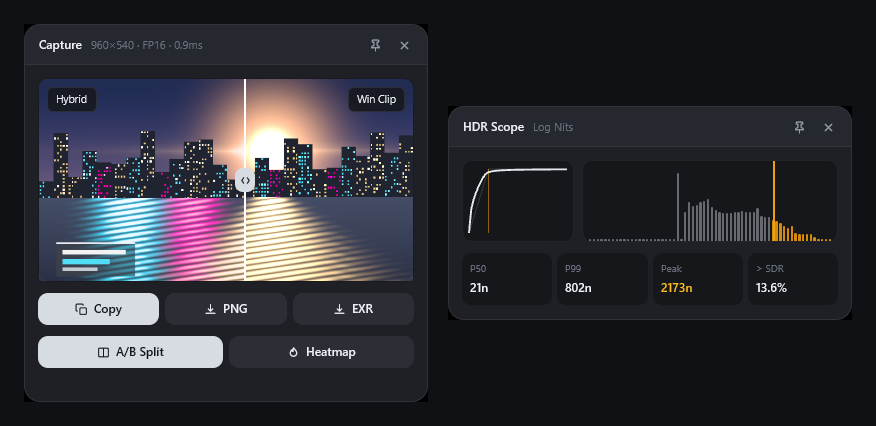 Capture 960×540 · FP16 · 0.9ms
Hybrid
Win Clip
Copy
PNG
EXR
A/B Split
Heatmap
HDR Scope Log Nits
P50
21n
P99
802n
Peak
2173n
> SDR
13.6%